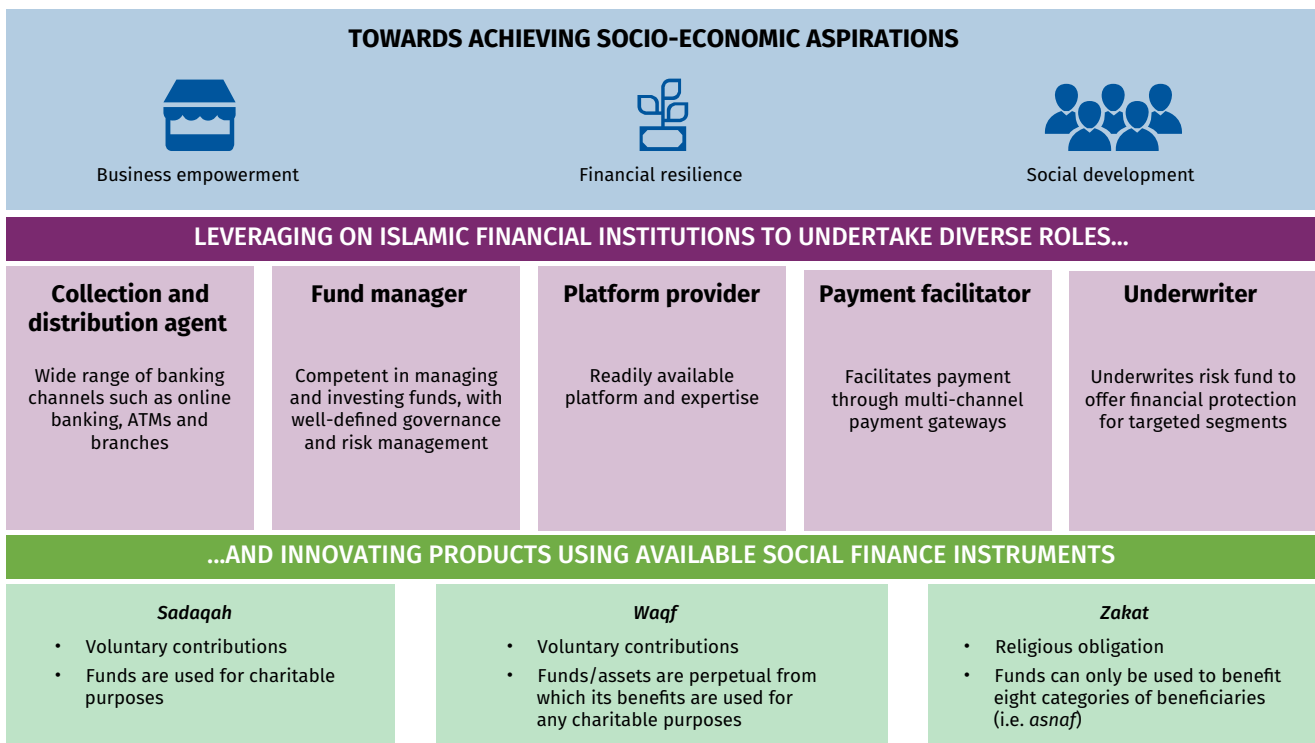 TOWARDS ACHIEVING SOCIO-ECONOMIC ASPIRATIONS
Business empowerment
Financial resilience
Social development
LEVERAGING ON ISLAMIC FINANCIAL INSTITUTIONS TO UNDERTAKE DIVERSE ROLES...
Collection and
distribution agent
Wide range of banking
channels such as online
banking, ATMs and
branches
Fund manager
Competent in managing
and investing funds, with
well-defined governance
and risk management
Platform provider
Readily available
platform and expertise
Payment facilitator
Facilitates payment
through multi-channel
payment gateways
Underwriter
Underwrites risk fund to
offer financial protection
for targeted segments
...AND INNOVATING PRODUCTS USING AVAILABLE SOCIAL FINANCE INSTRUMENTS
Sadaqah
• Voluntary contributions
• Funds are used for charitable
purposes
Waqf
• Voluntary contributions
• Funds/assets are perpetual from
which its benefits are used for
any charitable purposes
Zakat
• Religious obligation
• Funds can only be used to benefit
eight categories of beneficiaries
(i.e. asnaf)